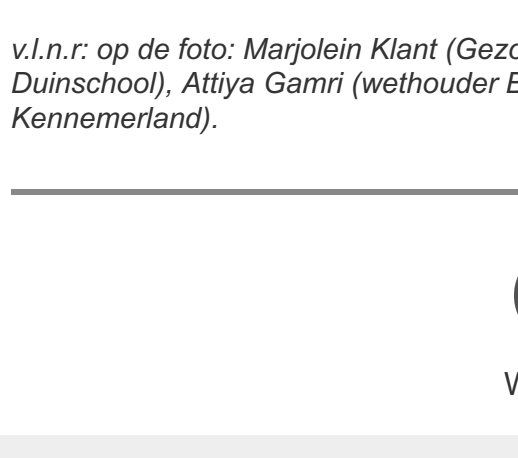 v.l.n.r: op de foto: Marjolein Klant
Duinschool), Attiya Gamri (wethouder
Kennemerland).